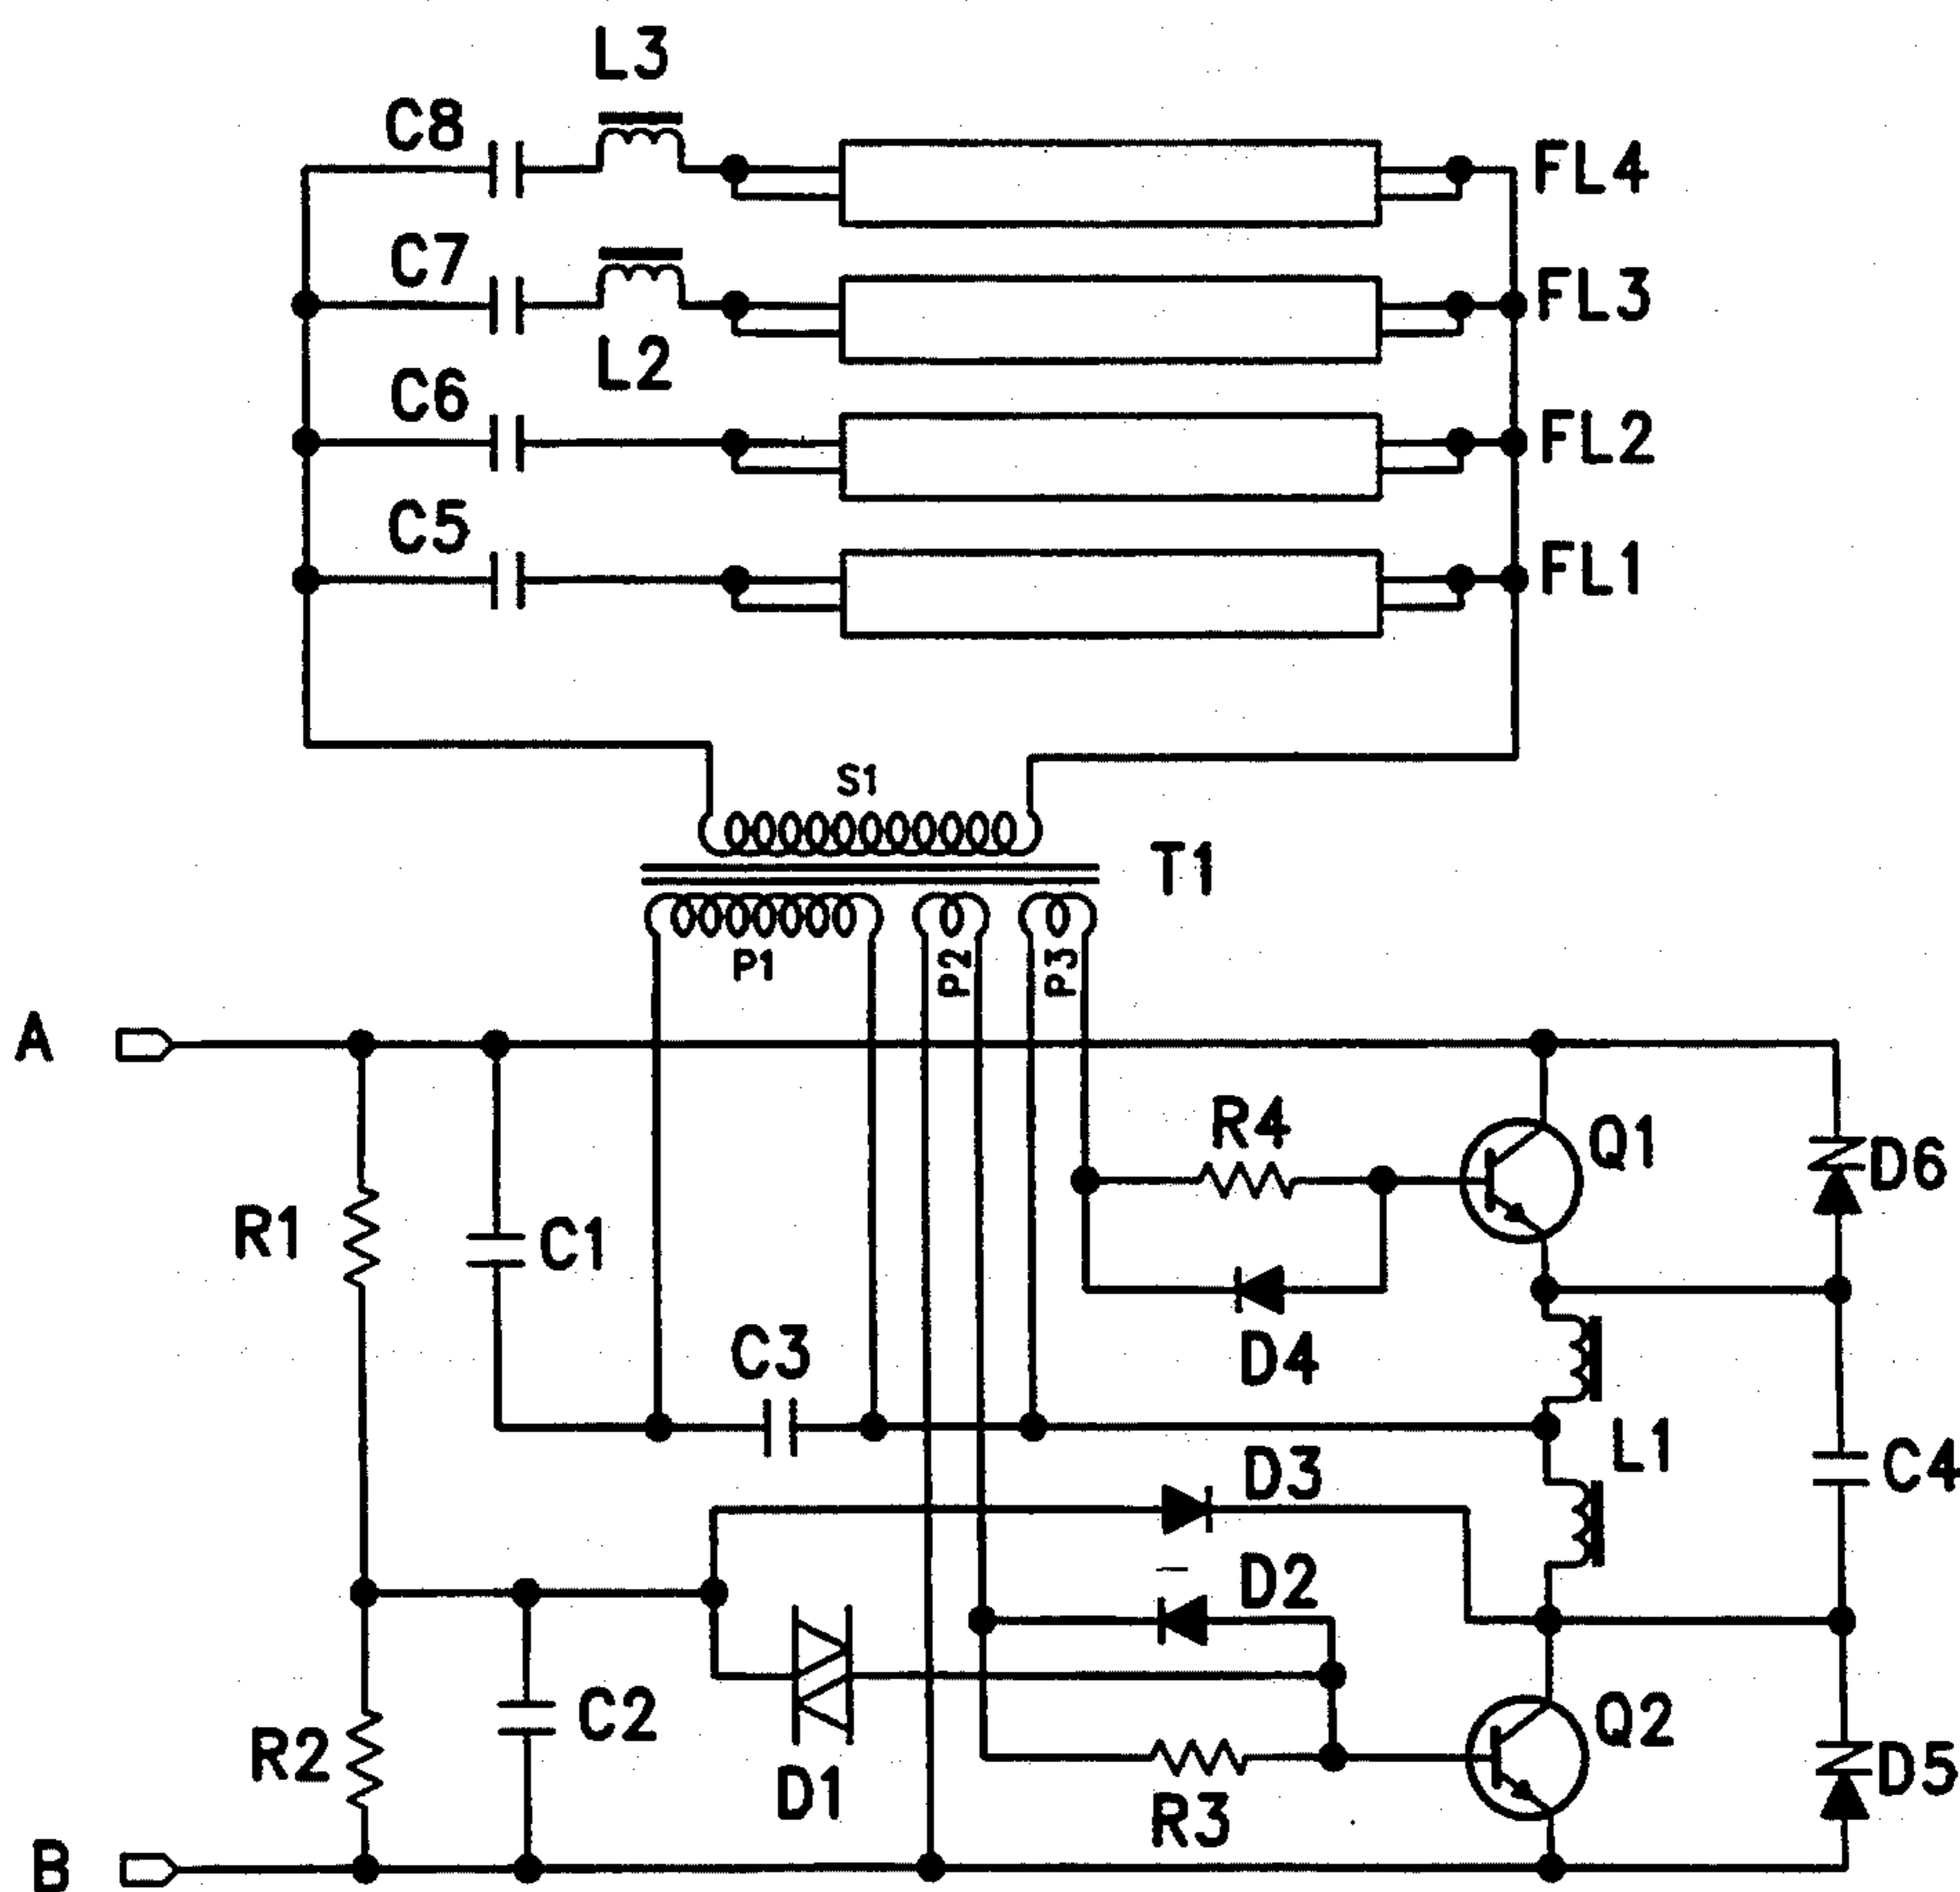 L3
C8
FL4
C7
FL3
L2
C6
FL2
C5
FL1
S1
T1
P1
P2
P3
A
R4
Q1
D6
R1
C1
C3
D4
L1
D3
C4
D2
C2
Q2
R2
D1
D5
R3
B